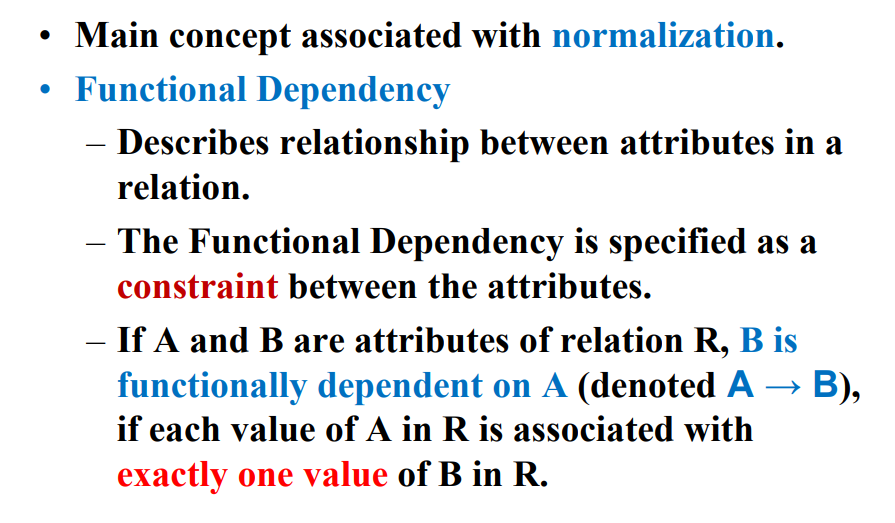 • Main concept associated with normalization.
• Functional Dependency
– Describes relationship between attributes in a
relation.
– The Functional Dependency is specified as a
constraint between the attributes.
– If A and B are attributes of relation R, B is
functionally dependent on A (denoted A → B),
if each value of A in R is associated with
exactly one value of B in R.